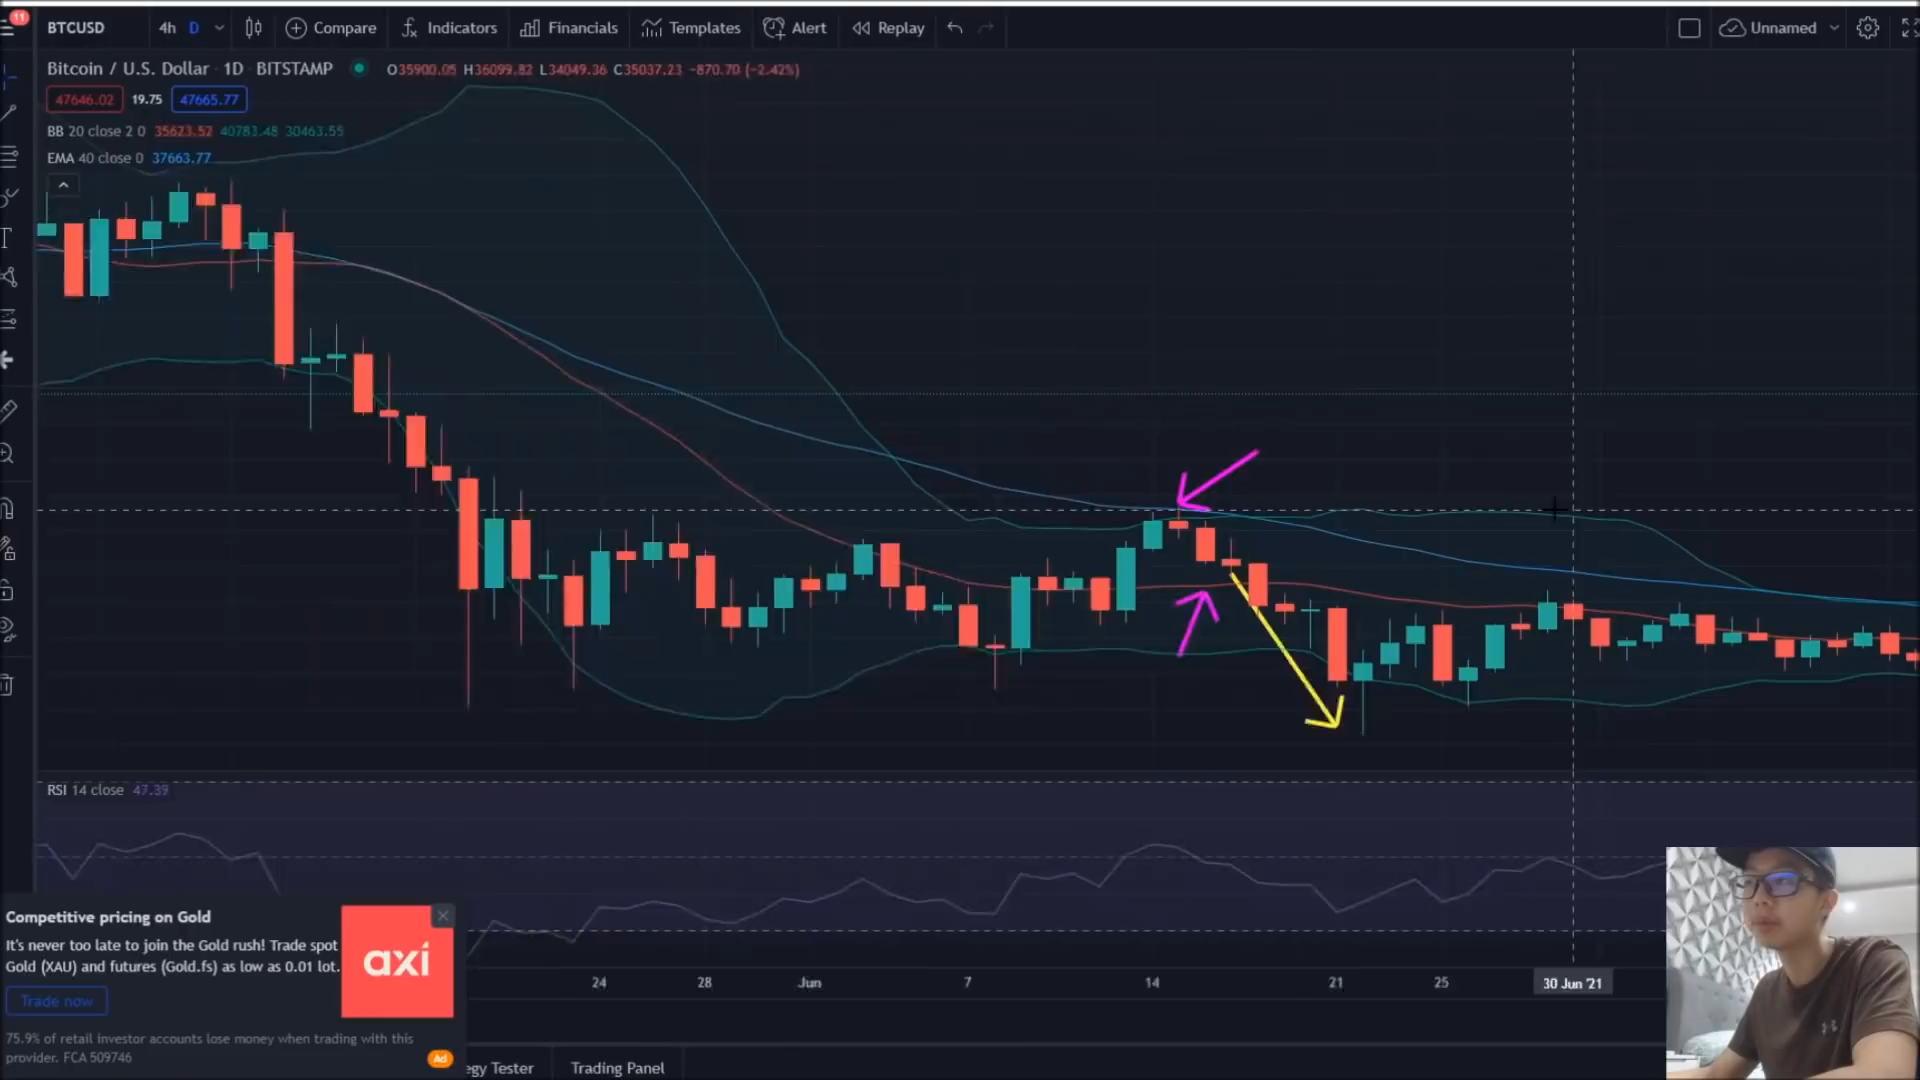 11
BTCUSD 4h D Compare Indicators Financials Templates Alert Replay Unnamed
Bitcoin / U.S. Dollar 1D BITSTAMP O35900.05 H36099.82 L34049.36 C35037.23 −870.70 (−2.42%)
47646.02 19.75 47665.77
BB 20 close 2 0 35623.52 40783.48 30463.55
EMA 40 close 0 37663.77
RSI 14 close 47.39
Competitive pricing on Gold
It's never too late to join the Gold rush! Trade spot
Gold (XAU) and futures (Gold.fs) as low as 0.01 lot.
axi
Trade now
75.9% of retail investor accounts lose money when trading with this
provider. FCA 509746
Ad
24 28 Jun 7 14 21 25 30 Jun '21
egy Tester Trading Panel